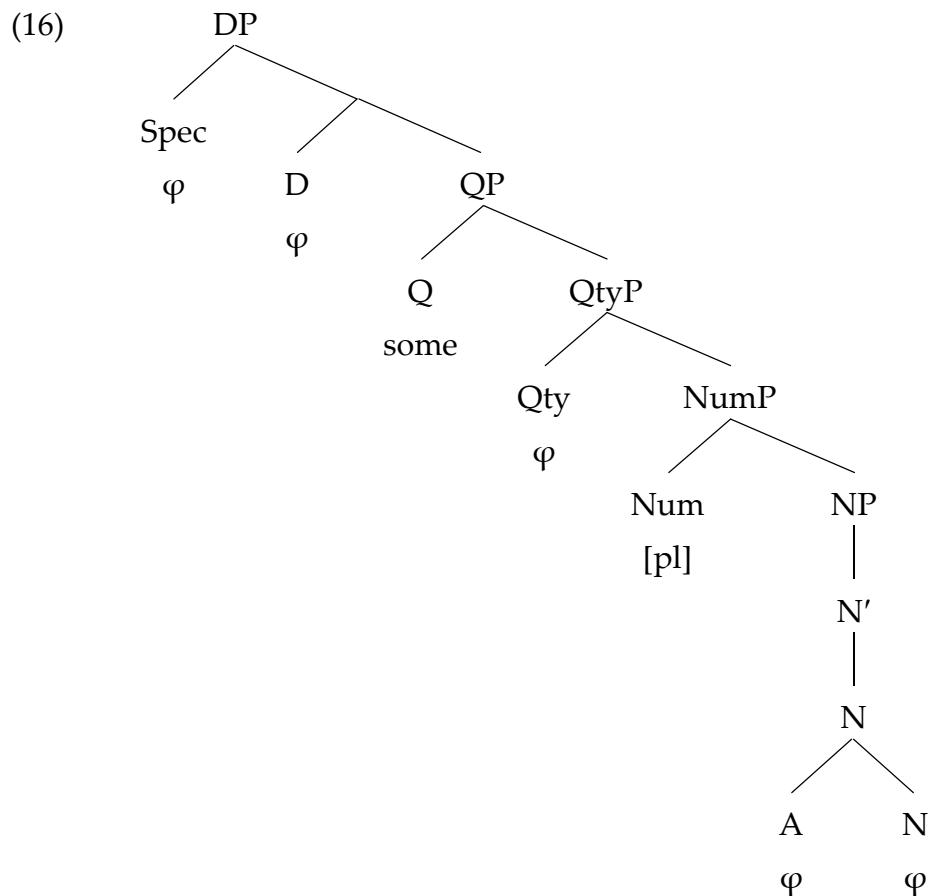 (16) DP
Spec
φ D QP
φ
Q QtyP
some
Qty NumP
φ
Num NP
[pl]
N′
N
A N
φ φ